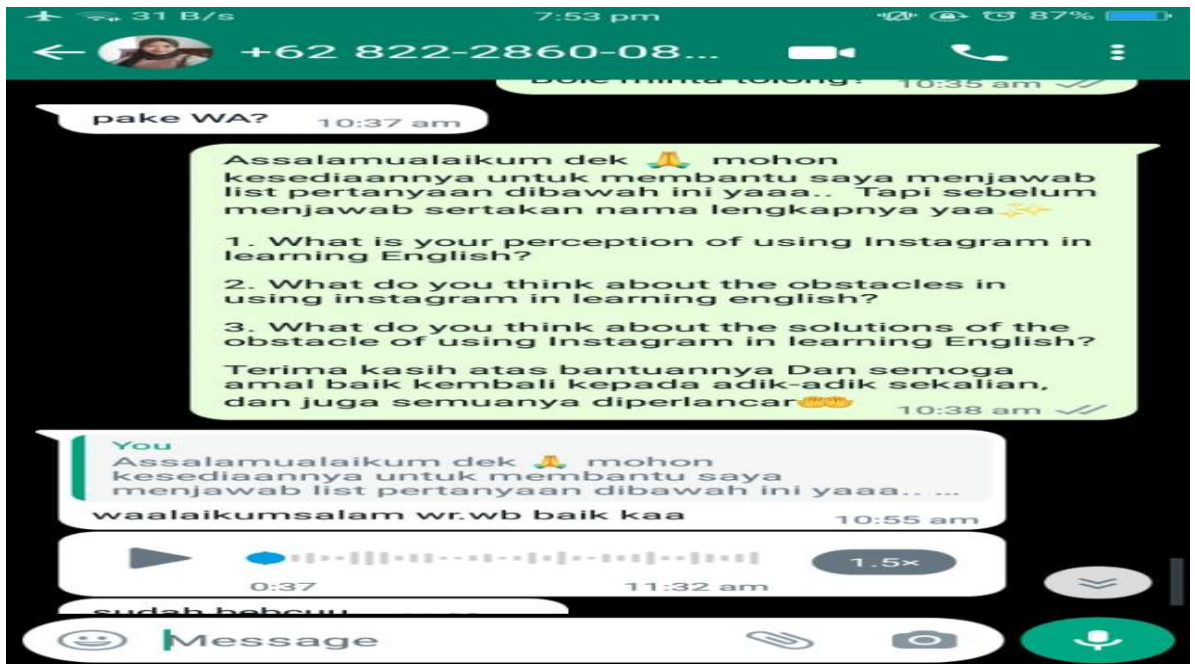 31 B/s 7:53 pm 87%
+62 822-2860-08...
Bole minta tolong? 10:35 am
pake WA? 10:37 am
Assalamualaikum dek 🙏 mohon
kesediaannya untuk membantu saya menjawab
list pertanyaan dibawah ini yaaa.. Tapi sebelum
menjawab sertakan nama lengkapnya yaa✨
1. What is your perception of using Instagram in
learning English?
2. What do you think about the obstacles in
using instagram in learning english?
3. What do you think about the solutions of the
obstacle of using Instagram in learning English?
Terima kasih atas bantuannya Dan semoga
amal baik kembali kepada adik-adik sekalian,
dan juga semuanya diperlancar🤲
10:38 am
You
Assalamualaikum dek 🙏 mohon
kesediaannya untuk membantu saya
menjawab list pertanyaan dibawah ini yaaa.. ...
waalaikumsalam wr.wb baik kaa 10:55 am
1.5×
0:37 11:32 am
sudah bebcuu
Message